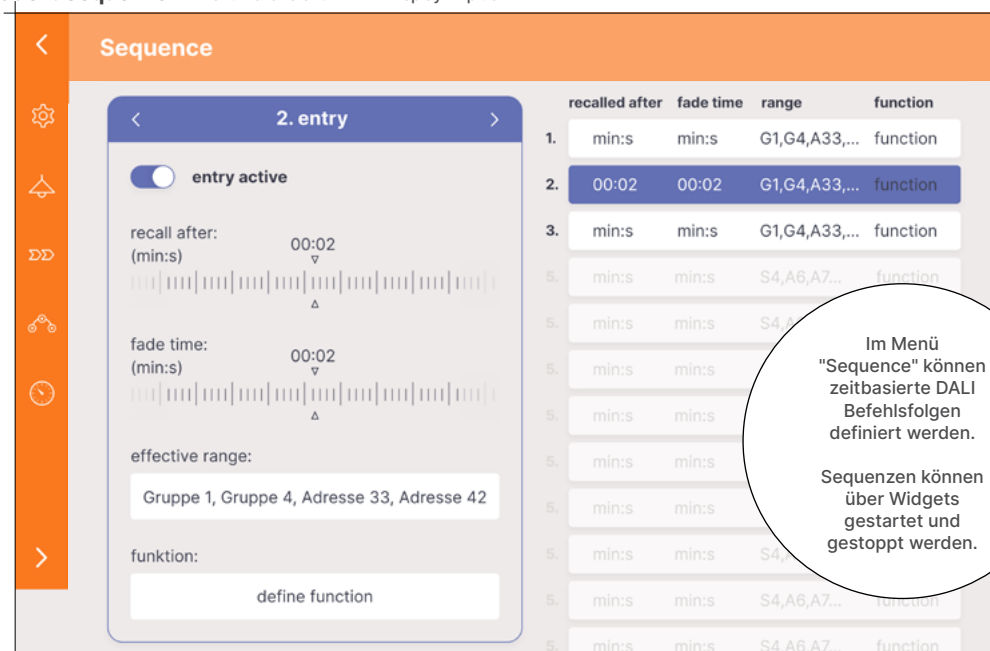 Sequence
2. entry
entry active
recall after:
(min:s)
00:02
fade time:
(min:s)
00:02
effective range:
Gruppe 1, Gruppe 4, Adresse 33, Adresse 42
funktion:
define function
recalled after fade time range function
1. min:s min:s G1,G4,A33,... function
2. 00:02 00:02 G1,G4,A33,... function
3. min:s min:s G1,G4,A33,... function
5. min:s min:s S4,A6,A7... function
5. min:s min:s S4,
5. min:s min:s
5. min:s min:s
5. min:s min:s
5. min:s min:s
5. min:s min:s S4,
5. min:s min:s S4,A6,A7... function
5. min:s min:s S4,A6,A7... function
Im Menü
"Sequence" können
zeitbasierte DALI
Befehlsfolgen
definiert werden.
Sequenzen können
über Widgets
gestartet und
gestoppt werden.